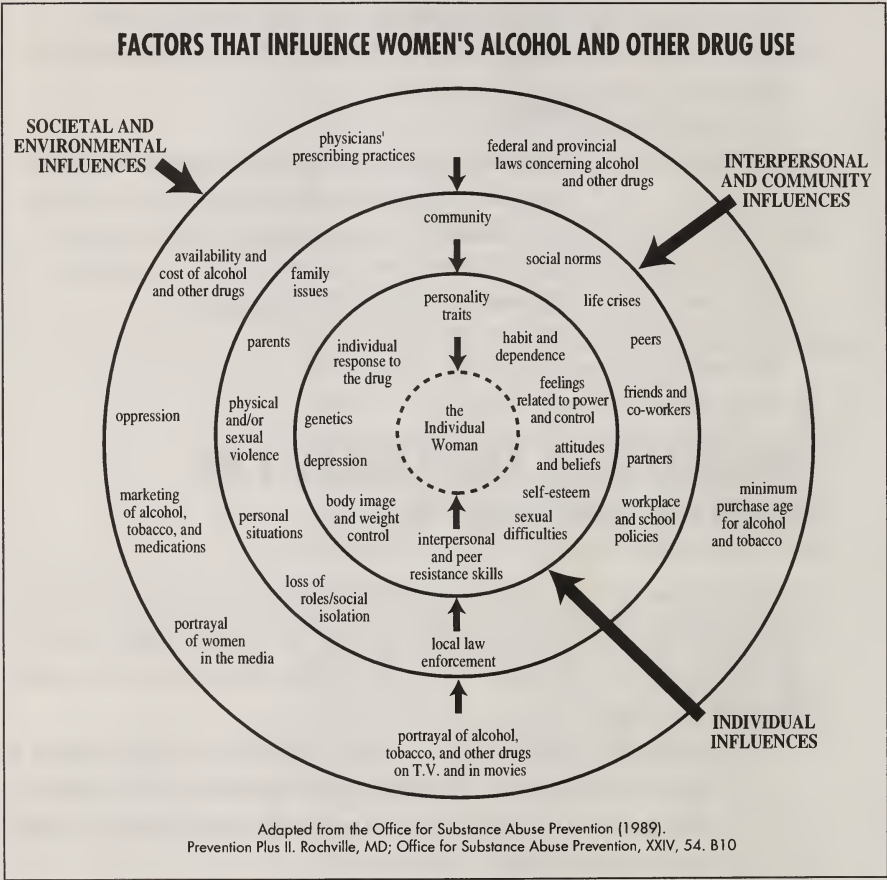 FACTORS THAT INFLUENCE WOMEN'S ALCOHOL AND OTHER DRUG USE
SOCIETAL AND
ENVIRONMENTAL
INFLUENCES
physicians'
prescribing practices
federal and provincial
laws concerning alcohol
and other drugs
INTERPERSONAL
AND COMMUNITY
INFLUENCES
availability and
cost of alcohol
and other drugs
oppression
marketing
of alcohol,
tobacco, and
medications
portrayal
of women
in the media
portrayal of alcohol,
tobacco, and other drugs
on T.V. and in movies
minimum
purchase age
for alcohol
and tobacco
community
social norms
life crises
peers
friends and
co-workers
partners
workplace
and school
policies
local law
enforcement
loss of
roles/social
isolation
personal
situations
physical
and/or
sexual
violence
parents
family
issues
personality
traits
habit and
dependence
feelings
related to power
and control
attitudes
and beliefs
self-esteem
sexual
difficulties
interpersonal
and peer
resistance skills
body image
and weight
control
depression
genetics
individual
response to
the drug
the
Individual
Woman
INDIVIDUAL
INFLUENCES
Adapted from the Office for Substance Abuse Prevention (1989).
Prevention Plus II. Rochville, MD; Office for Substance Abuse Prevention, XXIV, 54. B10